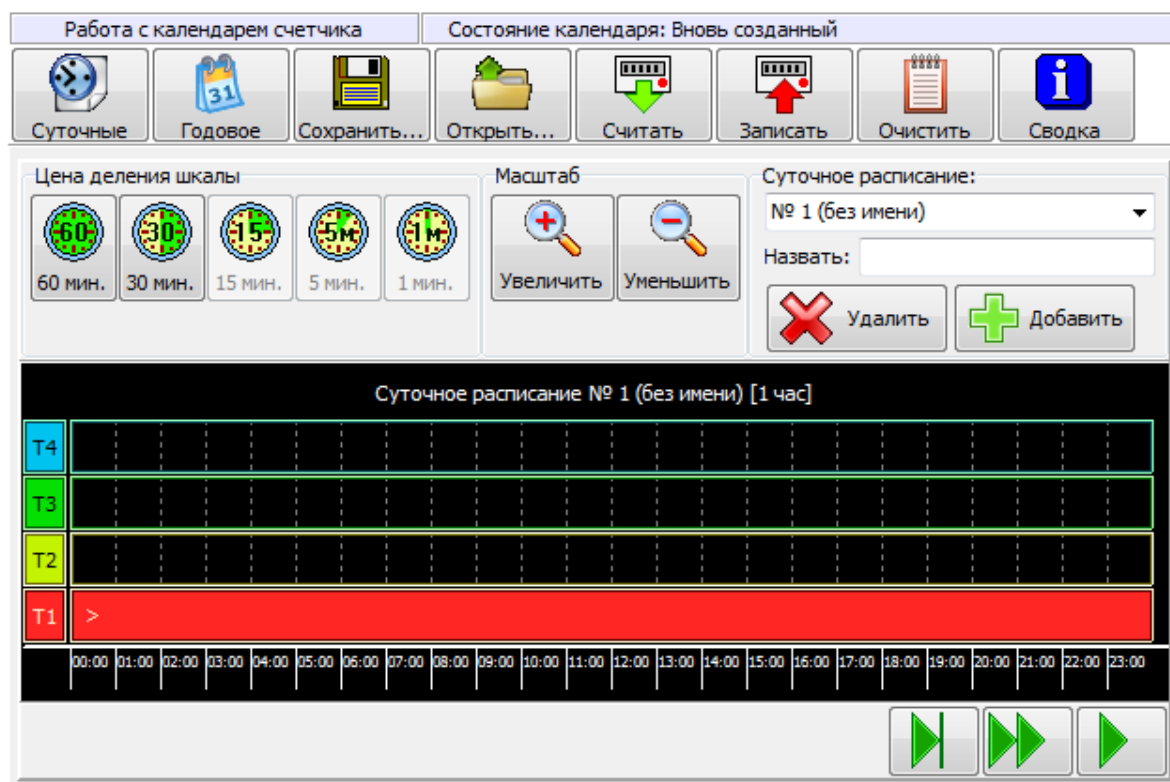 Работа с календарем счетчика
Состояние календаря: Вновь созданный
31
Суточные
Годовое
Сохранить...
Открыть...
Считать
Записать
Очистить
Сводка
Цена деления шкалы
60
30
15
5м
1м
60 мин.
30 мин.
15 мин.
5 мин.
1 мин.
Масштаб
Увеличить
Уменьшить
Суточное расписание:
№ 1 (без имени)
Назвать:
Удалить
Добавить
Суточное расписание № 1 (без имени) [1 час]
T4
T3
T2
T1 >
00:00 01:00 02:00 03:00 04:00 05:00 06:00 07:00 08:00 09:00 10:00 11:00 12:00 13:00 14:00 15:00 16:00 17:00 18:00 19:00 20:00 21:00 22:00 23:00